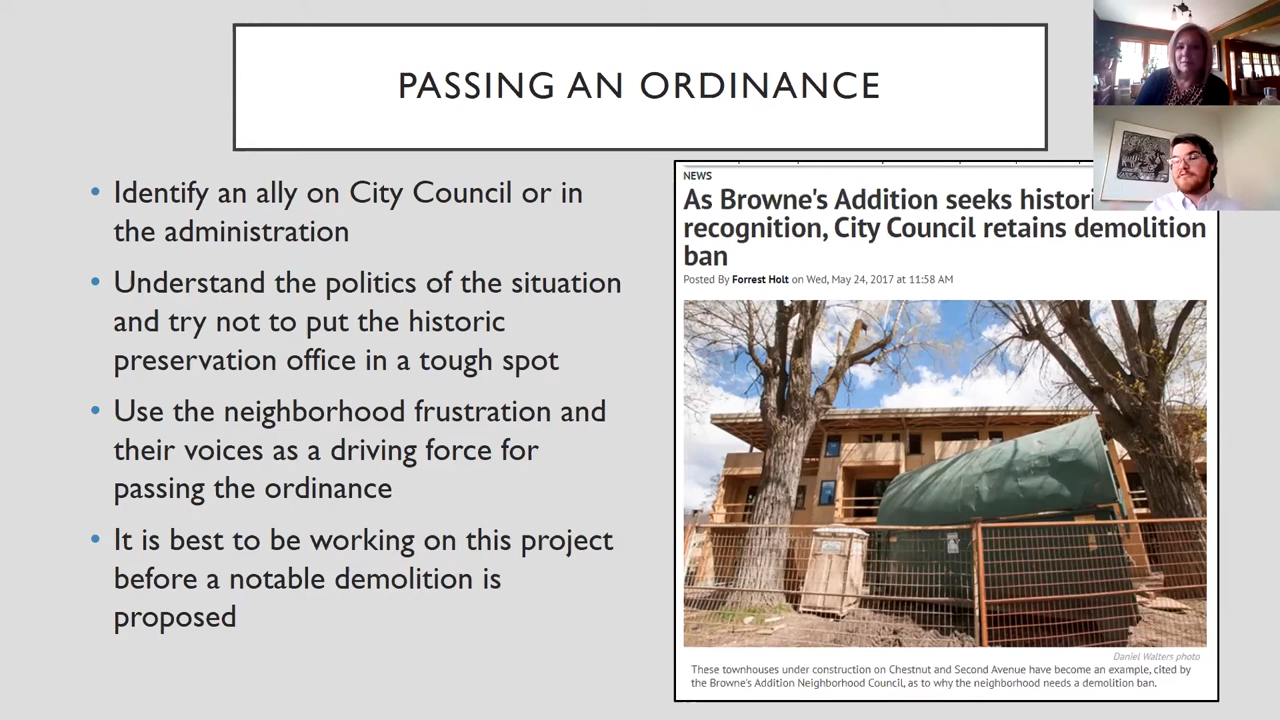 PASSING AN ORDINANCE
• Identify an ally on City Council or in
the administration
• Understand the politics of the situation
and try not to put the historic
preservation office in a tough spot
• Use the neighborhood frustration and
their voices as a driving force for
passing the ordinance
• It is best to be working on this project
before a notable demolition is
proposed
NEWS
As Browne's Addition seeks histori
recognition, City Council retains demolition
ban
Posted By Forrest Holt on Wed, May 24, 2017 at 11:58 AM
Daniel Walters photo
These townhouses under construction on Chestnut and Second Avenue have become an example, cited by
the Browne's Addition Neighborhood Council, as to why the neighborhood needs a demolition ban.